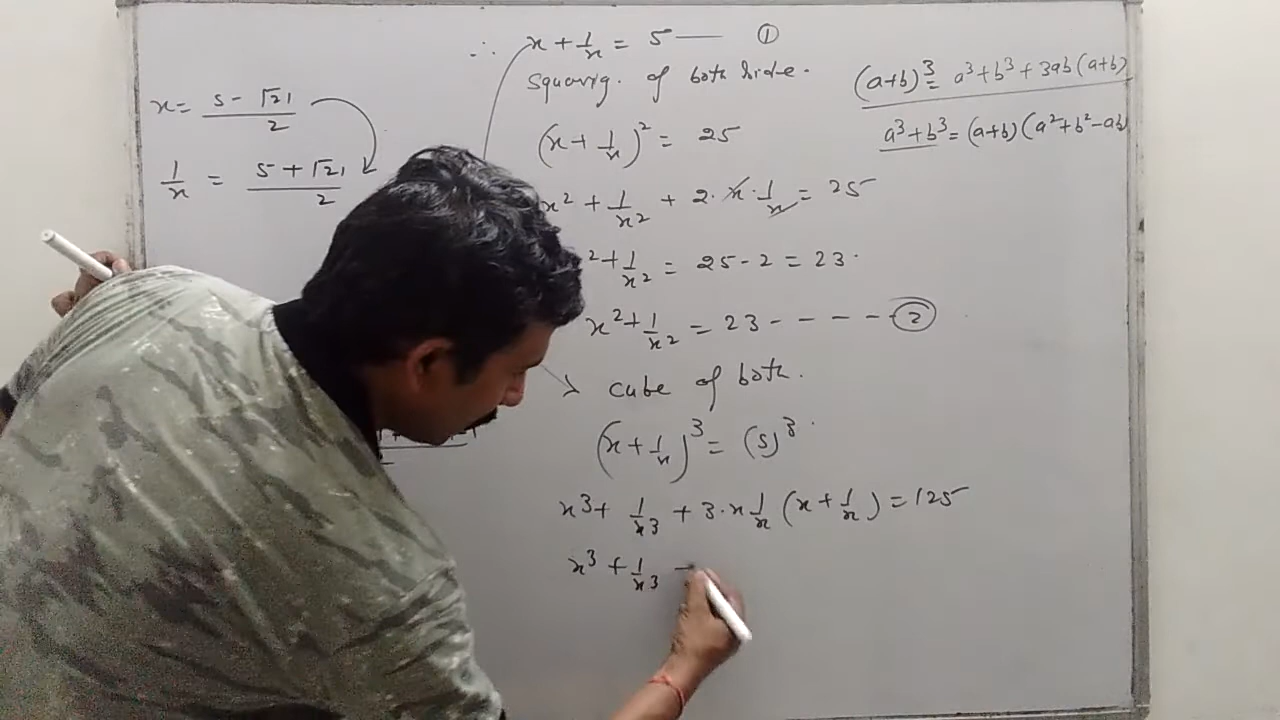 x = 5 - √21 / 2
1/x = 5 + √21 / 2
∴ x + 1/x = 5 —— ①
squarig. of both side.
(x + 1/x)² = 25
x² + 1/x² + 2 · x · 1/x = 25
² + 1/x² = 25 - 2 = 23.
x² + 1/x² = 23 - - - - - ②
cube of both.
(x + 1/x)³ = (5)³
x³ + 1/x³ + 3 · x 1/x (x + 1/x) = 125
x³ + 1/x³ -
(a+b)³ = a³ + b³ + 3ab(a+b)
a³ + b³ = (a+b)(a² + b² - ab